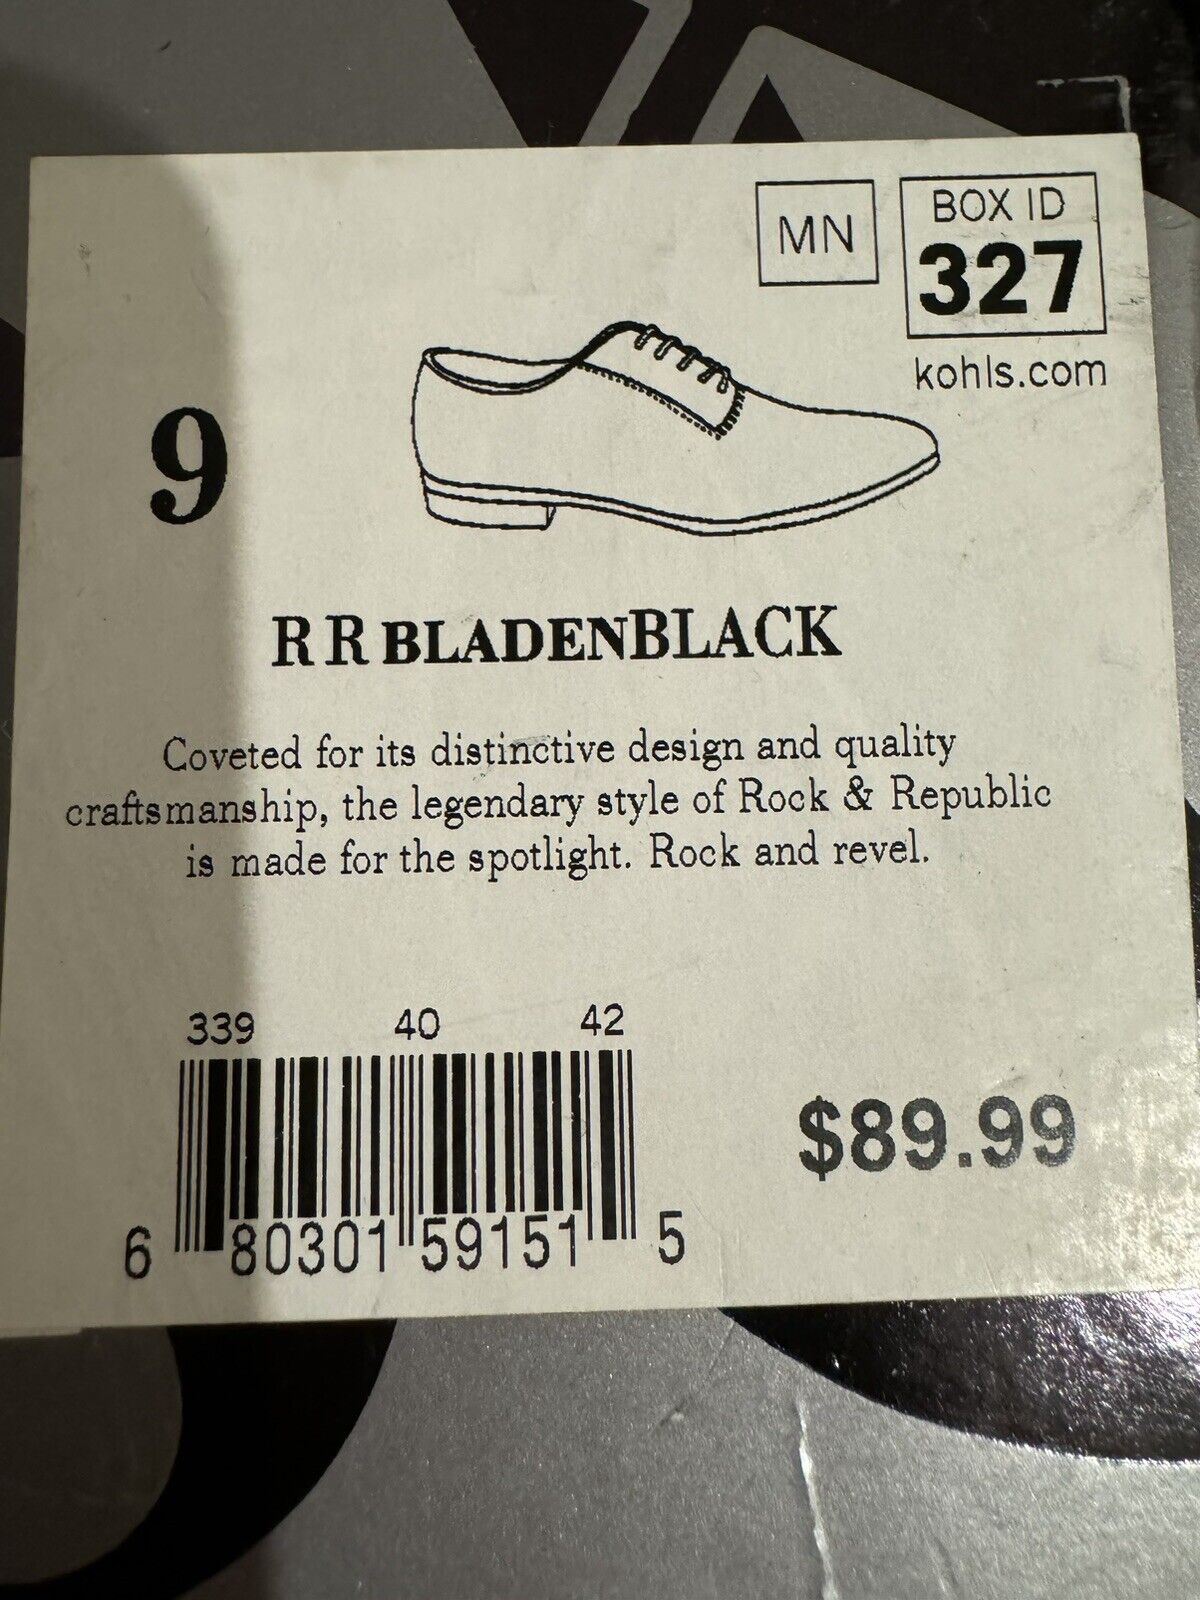 MN
BOX ID
327
kohls.com
9
R R BLADENBLACK
Coveted for its distinctive design and quality
craftsmanship, the legendary style of Rock & Republic
is made for the spotlight. Rock and revel.
339 40 42
$89.99
6 80301 59151 5